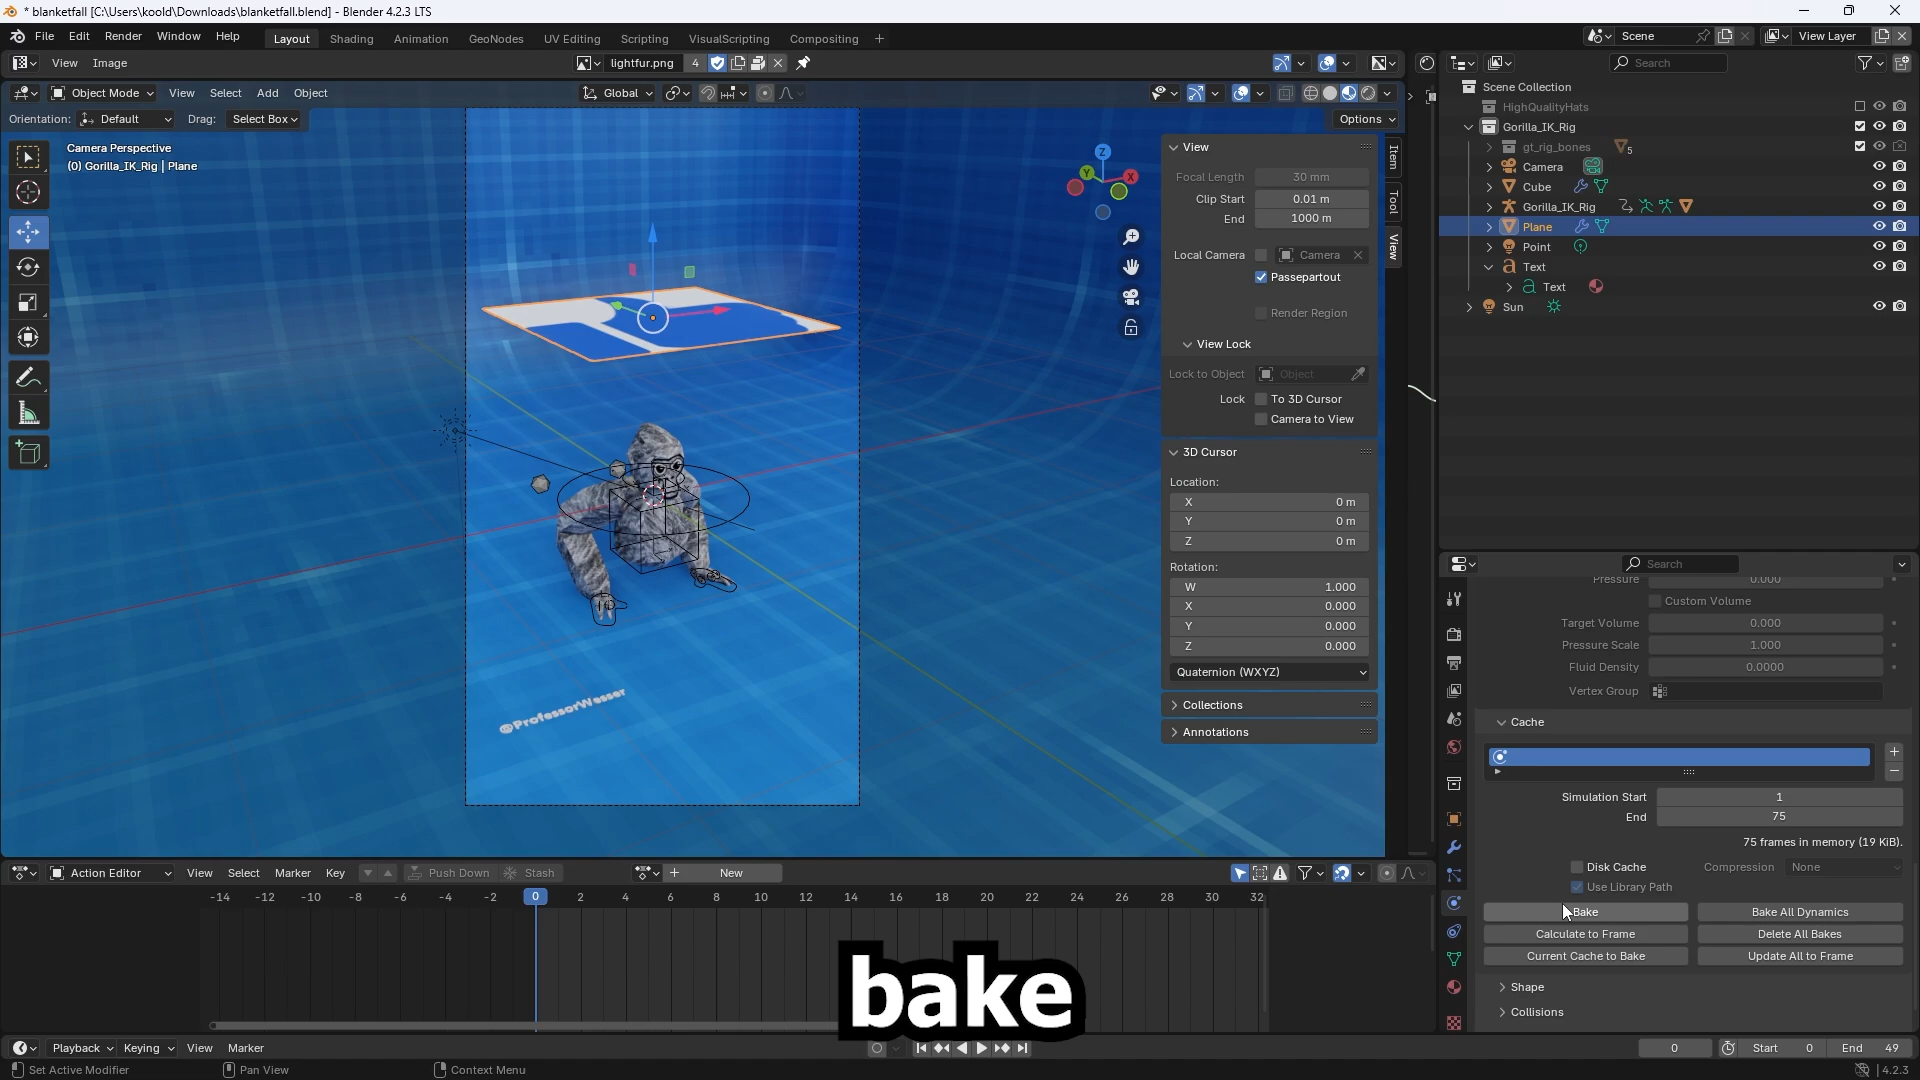 * blanketfall [C:\Users\koold\Downloads\blanketfall.blend] - Blender 4.2.3 LTS
File Edit Render Window Help Layout Shading Animation GeoNodes UV Editing Scripting VisualScripting Compositing + Scene View Layer
View Image lightfur.png 4 Search
Object Mode View Select Add Object Global
Orientation: Default Drag: Select Box Options
Camera Perspective
(0) Gorilla_IK_Rig | Plane
Z
Y
X
View
Focal Length 30 mm
Clip Start 0.01 m
End 1000 m
Local Camera Camera
Passepartout
Render Region
View Lock
Lock to Object Object
Lock To 3D Cursor
Camera to View
3D Cursor
Location:
X 0 m
Y 0 m
Z 0 m
Rotation:
W 1.000
X 0.000
Y 0.000
Z 0.000
Quaternion (WXYZ)
Collections
Annotations
Item
Tool
View
@ProfessorWesser
Scene Collection
HighQualityHats
Gorilla_IK_Rig
gt_rig_bones 5
Camera
Cube
Gorilla_IK_Rig
Plane
Point
Text
Text
Sun
Search
Pressure 0.000
Custom Volume
Target Volume 0.000
Pressure Scale 1.000
Fluid Density 0.0000
Vertex Group
Cache
Simulation Start 1
End 75
75 frames in memory (19 KiB).
Disk Cache Compression None
Use Library Path
Bake Bake All Dynamics
Calculate to Frame Delete All Bakes
Current Cache to Bake Update All to Frame
Shape
Collisions
Action Editor View Select Marker Key Push Down Stash New
-14 -12 -10 -8 -6 -4 -2 0 2 4 6 8 10 12 14 16 18 20 22 24 26 28 30 32
bake
Playback Keying View Marker 0 Start 0 End 49
Set Active Modifier Pan View Context Menu 4.2.3